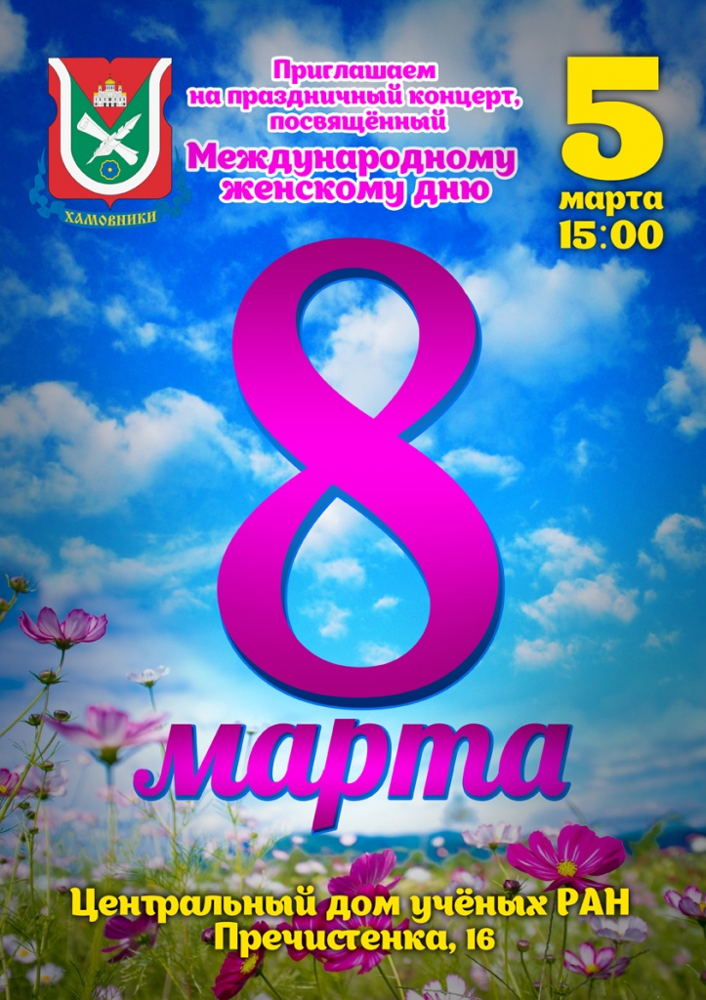 Приглашаем
на праздничный концерт,
посвящённый
Международному
женскому дню
5
марта
15:00
ХАМОВНИКИ
8
марта
Центральный дом учёных РАН
Пречистенка, 16